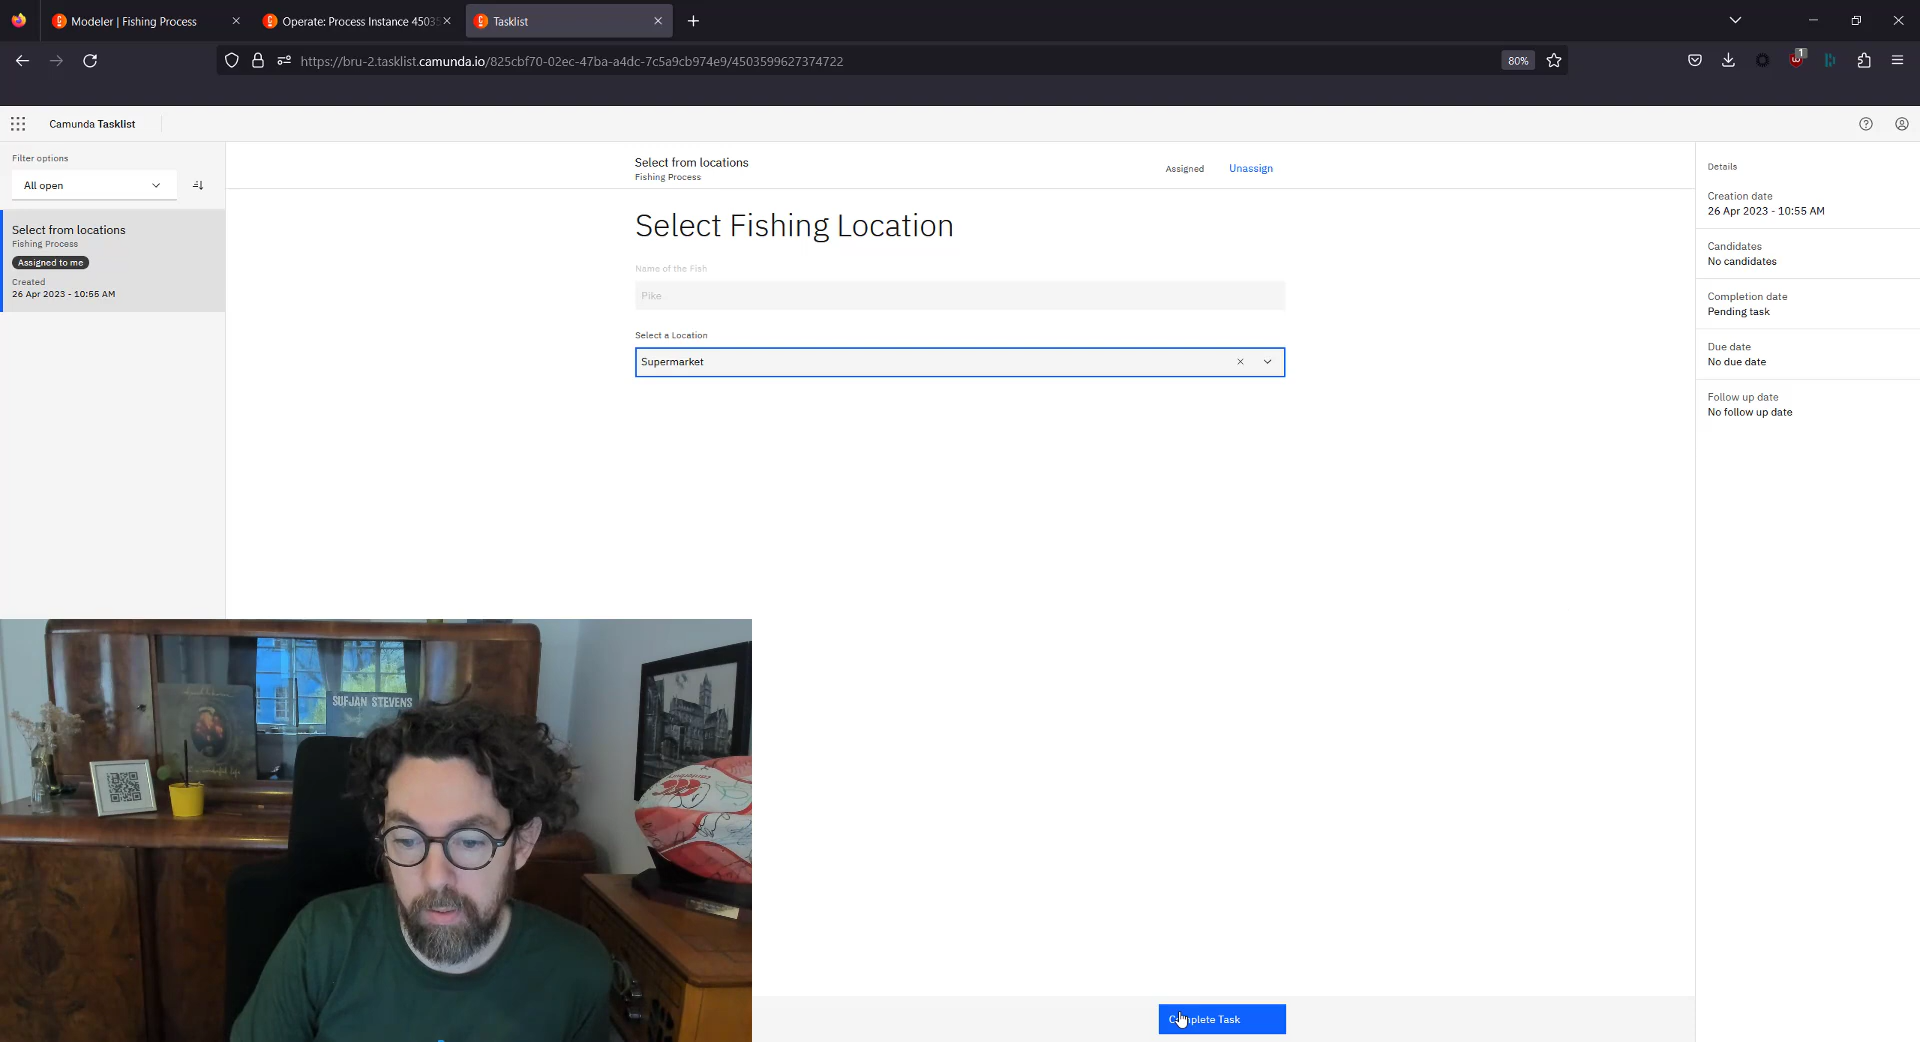 Modeler | Fishing Process
Operate: Process Instance 4503
Tasklist
https://bru-2.tasklist.camunda.io/825cbf70-02ec-47ba-a4dc-7c5a9cb974e9/4503599627374722
80%
1
Camunda Tasklist
Filter options
All open
Select from locations
Fishing Process
Assigned to me
Created
26 Apr 2023 - 10:55 AM
Select from locations
Fishing Process
Assigned
Unassign
Select Fishing Location
Name of the Fish
Pike
Select a Location
Supermarket
Complete Task
Details
Creation date
26 Apr 2023 - 10:55 AM
Candidates
No candidates
Completion date
Pending task
Due date
No due date
Follow up date
No follow up date
SUFJAN STEVENS